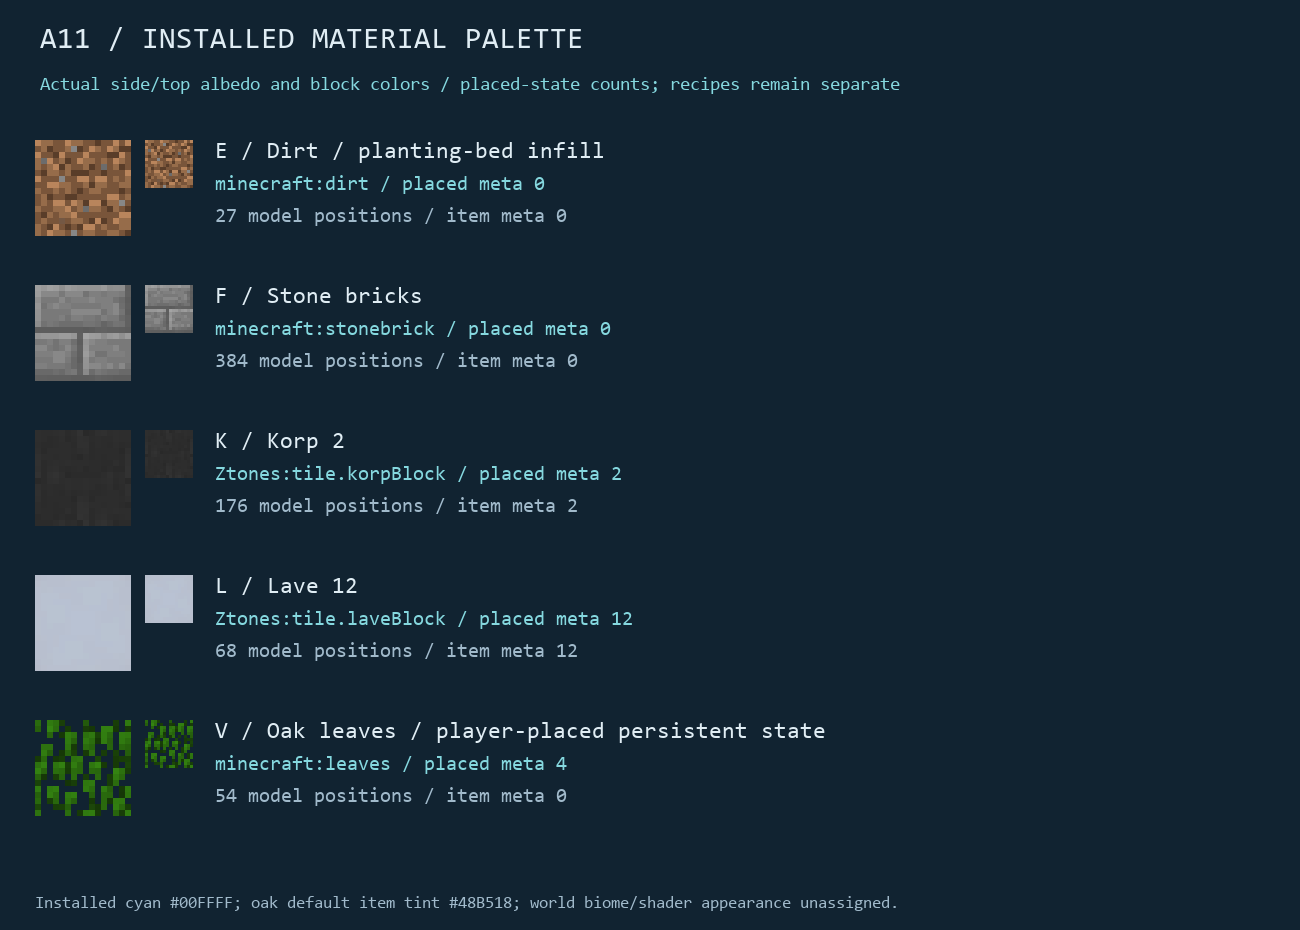 A11 / INSTALLED MATERIAL PALETTE
Actual side/top albedo and block colors / placed-state counts; recipes remain separate
E / Dirt / planting-bed infill
minecraft:dirt / placed meta 0
27 model positions / item meta 0
F / Stone bricks
minecraft:stonebrick / placed meta 0
384 model positions / item meta 0
K / Korp 2
Ztones:tile.korpBlock / placed meta 2
176 model positions / item meta 2
L / Lave 12
Ztones:tile.laveBlock / placed meta 12
68 model positions / item meta 12
V / Oak leaves / player-placed persistent state
minecraft:leaves / placed meta 4
54 model positions / item meta 0
Installed cyan #00FFFF; oak default item tint #48B518; world biome/shader appearance unassigned.